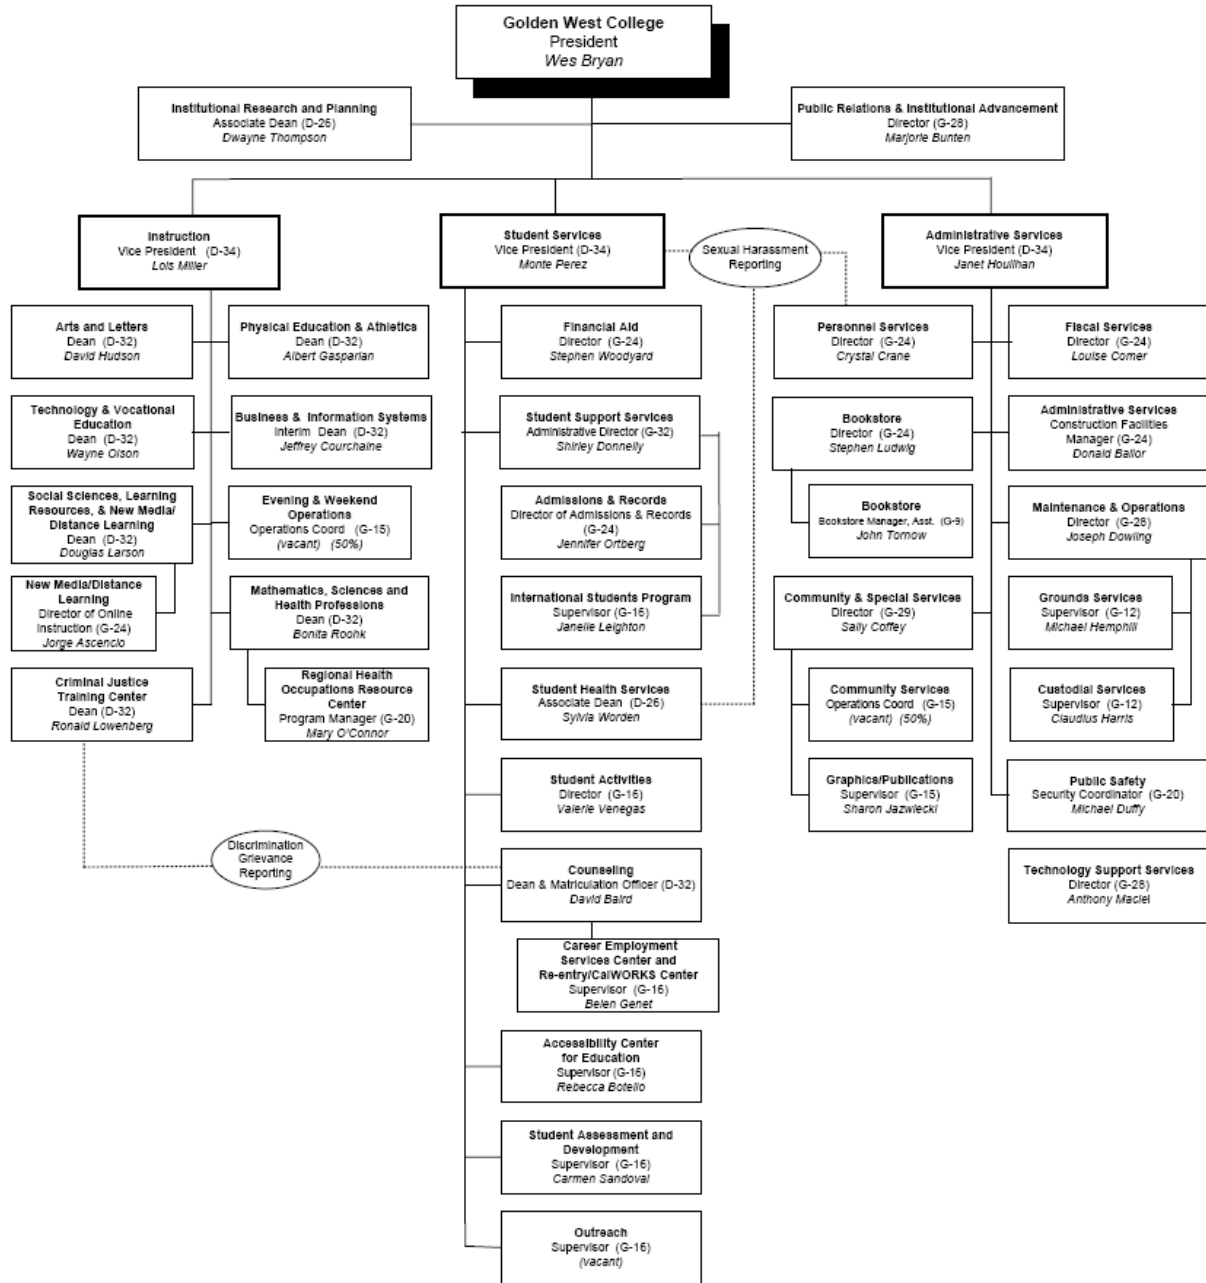 Golden West College
President
Wes Bryan
Institutional Research and Planning
Associate Dean (D-26)
Dwayne Thompson
Public Relations & Institutional Advancement
Director (G-28)
Marjorie Bunten
Instruction
Vice President (D-34)
Lois Miller
Student Services
Vice President (D-34)
Monte Perez
Sexual Harassment
Reporting
Administrative Services
Vice President (D-34)
Janet Houlihan
Arts and Letters
Dean (D-32)
David Hudson
Physical Education & Athletics
Dean (D-32)
Albert Gasparian
Financial Aid
Director (G-24)
Stephen Woodyard
Personnel Services
Director (G-24)
Crystal Crane
Fiscal Services
Director (G-24)
Louise Comer
Technology & Vocational
Education
Dean (D-32)
Wayne Olson
Business & Information Systems
Interim Dean (D-32)
Jeffrey Courchaine
Student Support Services
Administrative Director (G-32)
Shirley Donnelly
Bookstore
Director (G-24)
Stephen Ludwig
Administrative Services
Construction Facilities
Manager (G-24)
Donald Ballor
Social Sciences, Learning
Resources, & New Media/
Distance Learning
Dean (D-32)
Douglas Larson
Evening & Weekend
Operations
Operations Coord (G-15)
(vacant) (50%)
Admissions & Records
Director of Admissions & Records
(G-24)
Jennifer Ortberg
Bookstore
Bookstore Manager, Asst. (G-9)
John Tornow
Maintenance & Operations
Director (G-28)
Joseph Dowling
New Media/Distance
Learning
Director of Online
Instruction (G-24)
Jorge Ascencio
Mathematics, Sciences and
Health Professions
Dean (D-32)
Bonita Roohk
International Students Program
Supervisor (G-16)
Janelle Leighton
Community & Special Services
Director (G-29)
Sally Coffey
Grounds Services
Supervisor (G-12)
Michael Hemphill
Criminal Justice
Training Center
Dean (D-32)
Ronald Lowenberg
Regional Health
Occupations Resource
Center
Program Manager (G-20)
Mary O'Connor
Student Health Services
Associate Dean (D-26)
Sylvia Worden
Community Services
Operations Coord (G-15)
(vacant) (50%)
Custodial Services
Supervisor (G-12)
Claudius Harris
Student Activities
Director (G-16)
Valerie Venegas
Graphics/Publications
Supervisor (G-15)
Sharon Jazwiecki
Public Safety
Security Coordinator (G-20)
Michael Duffy
Discrimination
Grievance
Reporting
Counseling
Dean & Matriculation Officer (D-32)
David Baird
Technology Support Services
Director (G-28)
Anthony Maciel
Career Employment
Services Center and
Re-entry/CalWORKS Center
Supervisor (G-16)
Belen Genet
Accessibility Center
for Education
Supervisor (G-16)
Rebecca Botello
Student Assessment and
Development
Supervisor (G-16)
Carmen Sandoval
Outreach
Supervisor (G-16)
(vacant)